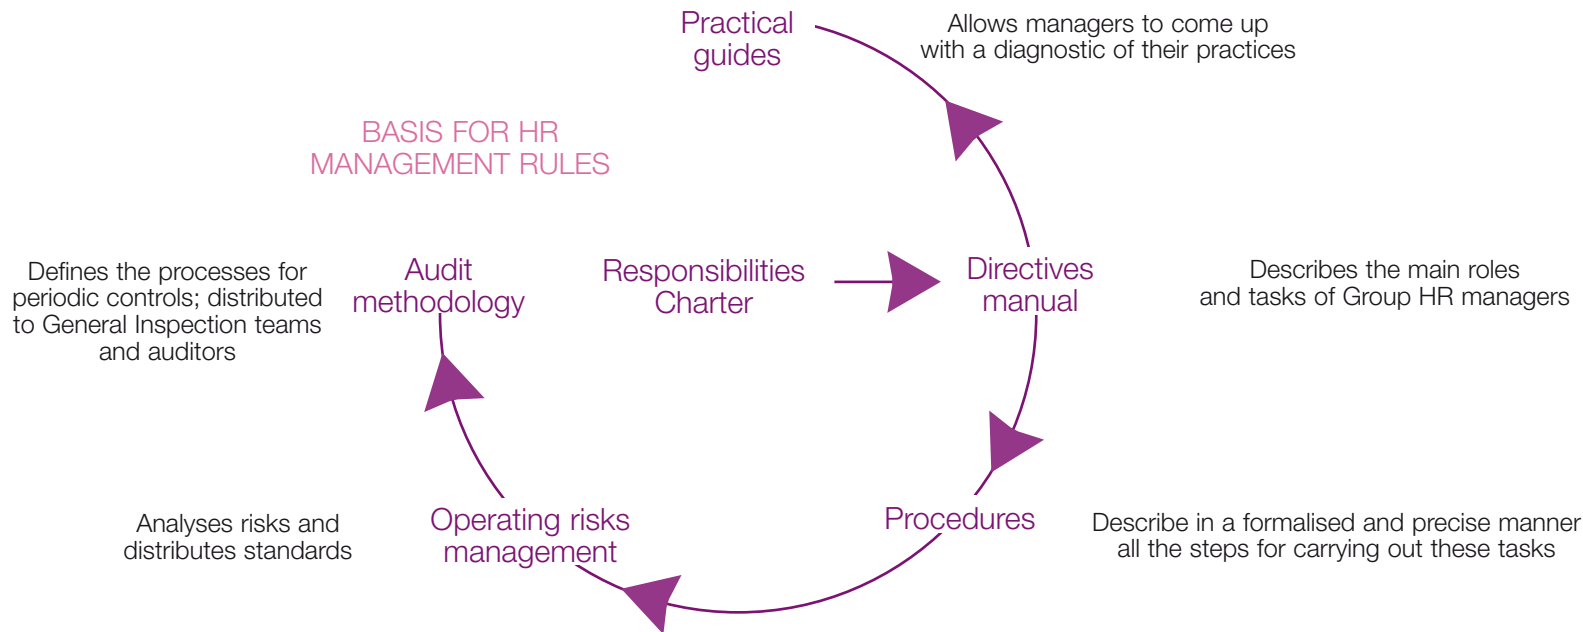 Practical
guides
Allows managers to come up
with a diagnostic of their practices
BASIS FOR HR
MANAGEMENT RULES
Defines the processes for
periodic controls; distributed
to General Inspection teams
and auditors
Audit
methodology
Responsibilities
Charter
Directives
manual
Describes the main roles
and tasks of Group HR managers
Analyses risks and
distributes standards
Operating risks
management
Procedures
Describe in a formalised and precise manner
all the steps for carrying out these tasks